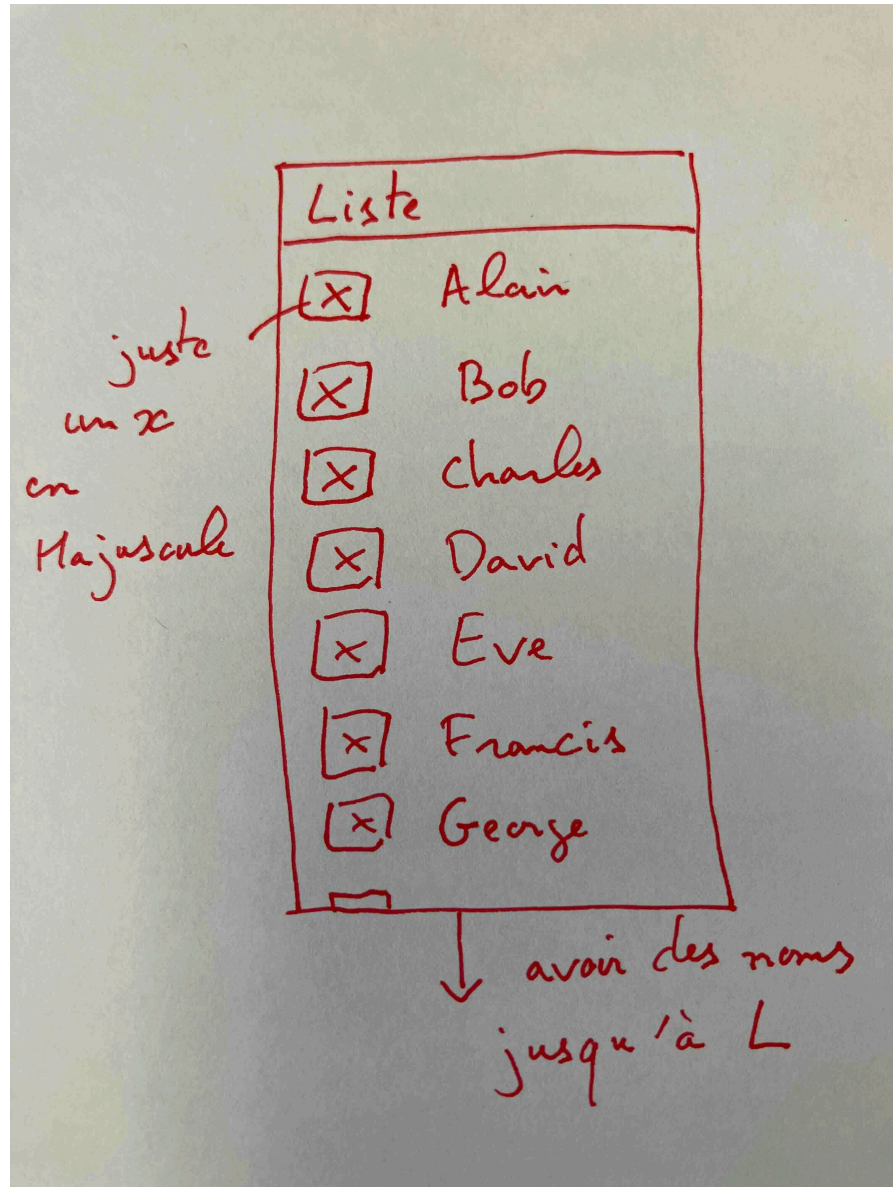 Liste
X Alain
X Bob
X Charles
X David
X Eve
X Francis
X George
juste
un x
en
Majuscule
avoir des noms
jusqu'à L